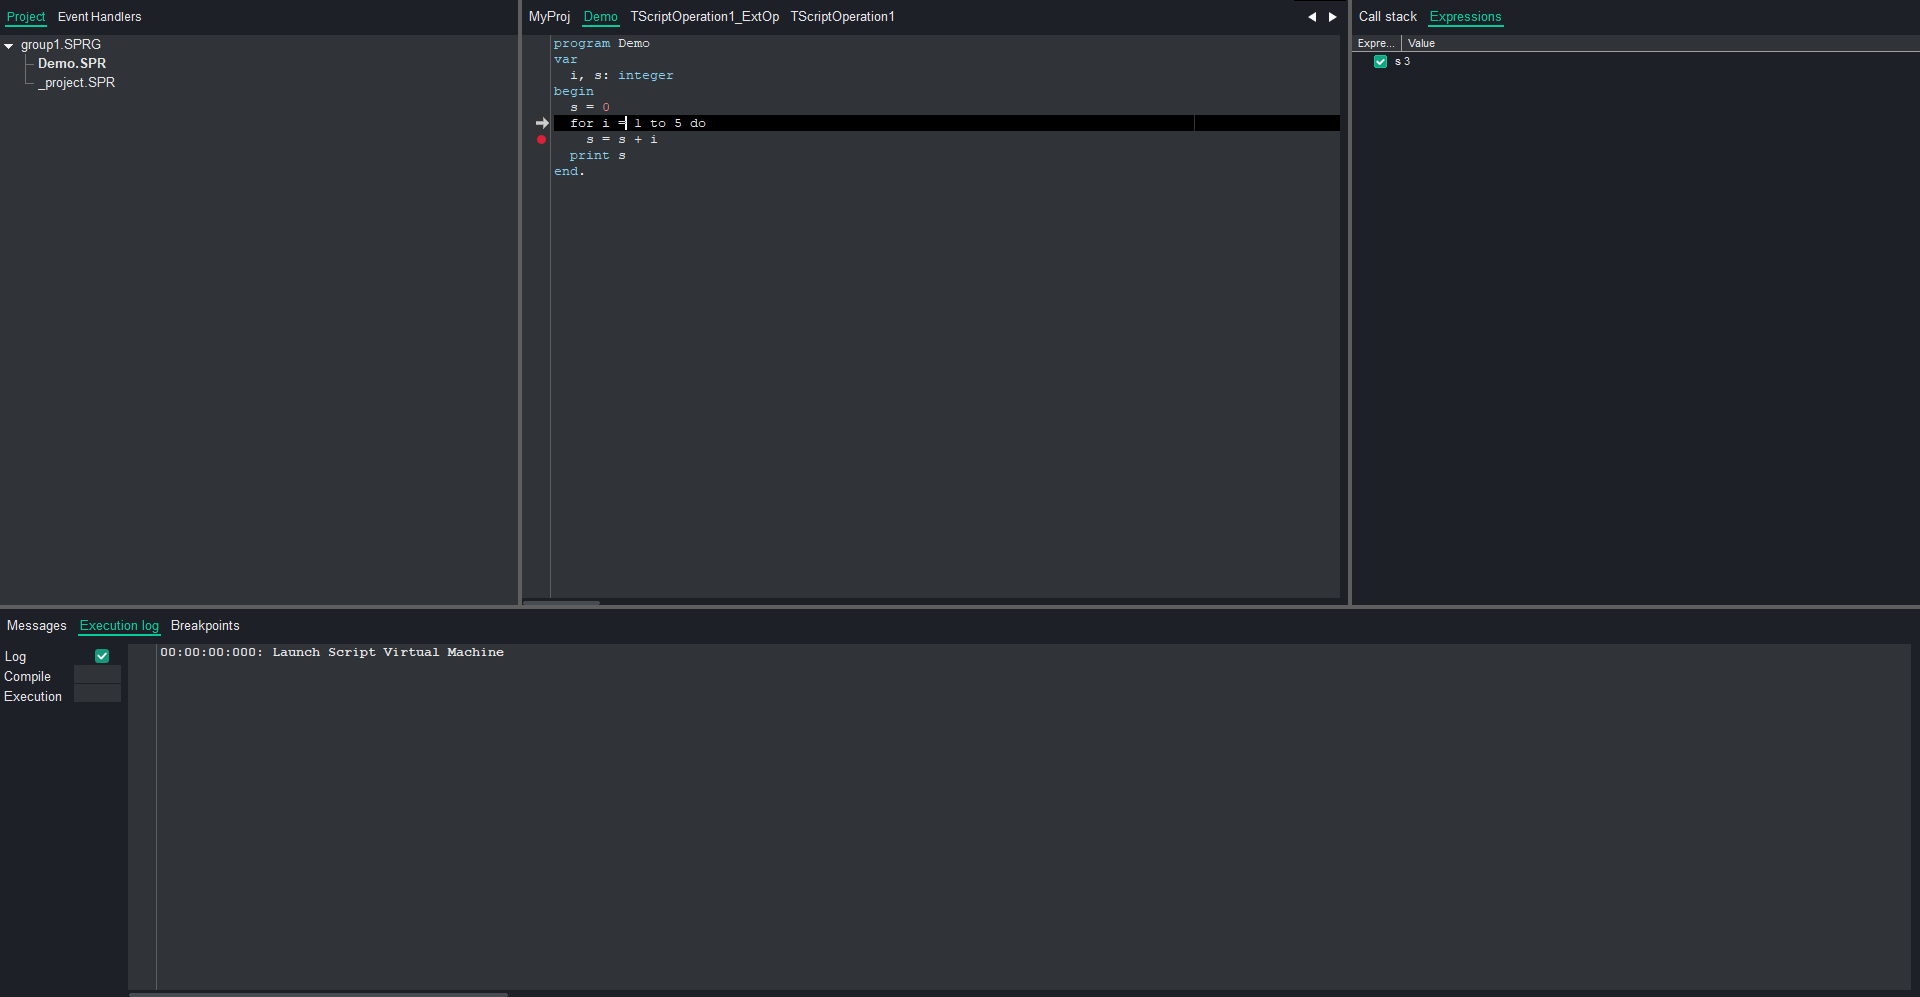 Project Event Handlers
group1.SPRG
Demo.SPR
_project.SPR
MyProj Demo TScriptOperation1_ExtOp TScriptOperation1
program Demo
var
  i, s: integer
begin
  s = 0
  for i = 1 to 5 do
    s = s + i
  print s
end.
Call stack Expressions
Expre... Value
s 3
Messages Execution log Breakpoints
Log
Compile
Execution
00:00:00:000: Launch Script Virtual Machine